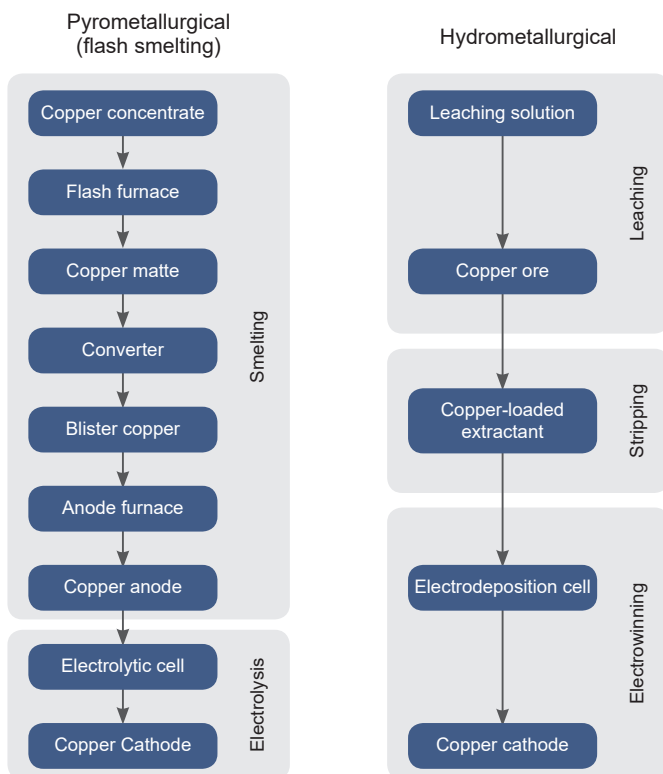 Pyrometallurgical
(flash smelting)
Copper concentrate
Flash furnace
Copper matte
Converter
Blister copper
Anode furnace
Copper anode
Smelting
Electrolytic cell
Copper Cathode
Electrolysis
Hydrometallurgical
Leaching solution
Copper ore
Leaching
Copper-loaded
extractant
Stripping
Electrodeposition cell
Copper cathode
Electrowinning